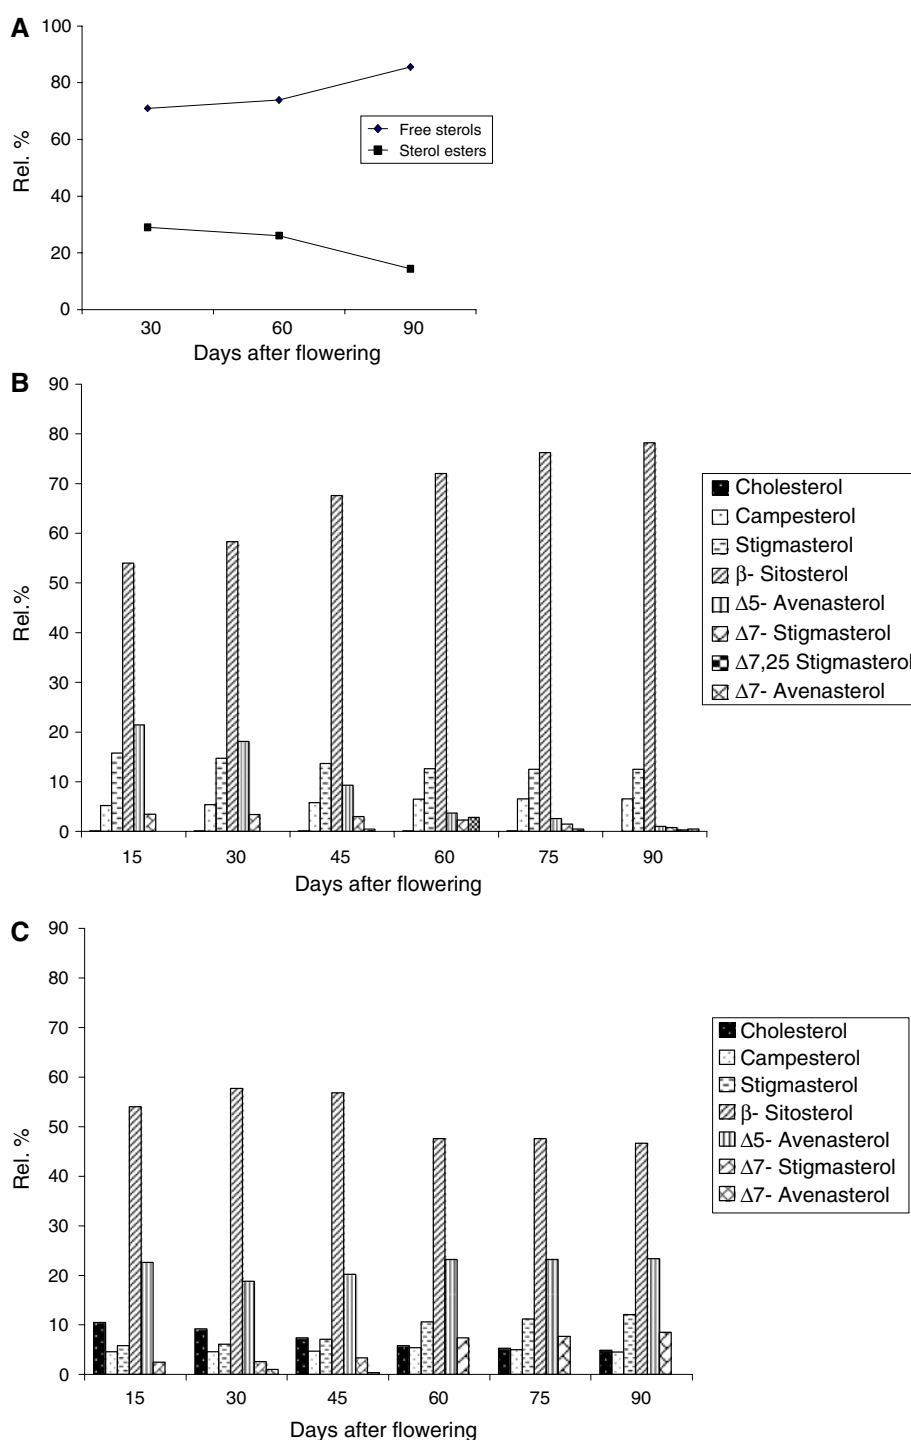 A
100
80
60
40
20
0
Rel. %
30 60 90
Days after flowering
Free sterols
Sterol esters
B
90
80
70
60
50
40
30
20
10
0
Rel.%
15 30 45 60 75 90
Days after flowering
Cholesterol
Campesterol
Stigmasterol
β- Sitosterol
Δ5- Avenasterol
Δ7- Stigmasterol
Δ7,25 Stigmasterol
Δ7- Avenasterol
C
90
80
70
60
50
40
30
20
10
0
Rel. %
15 30 45 60 75 90
Days after flowering
Cholesterol
Campesterol
Stigmasterol
β- Sitosterol
Δ5- Avenasterol
Δ7- Stigmasterol
Δ7- Avenasterol